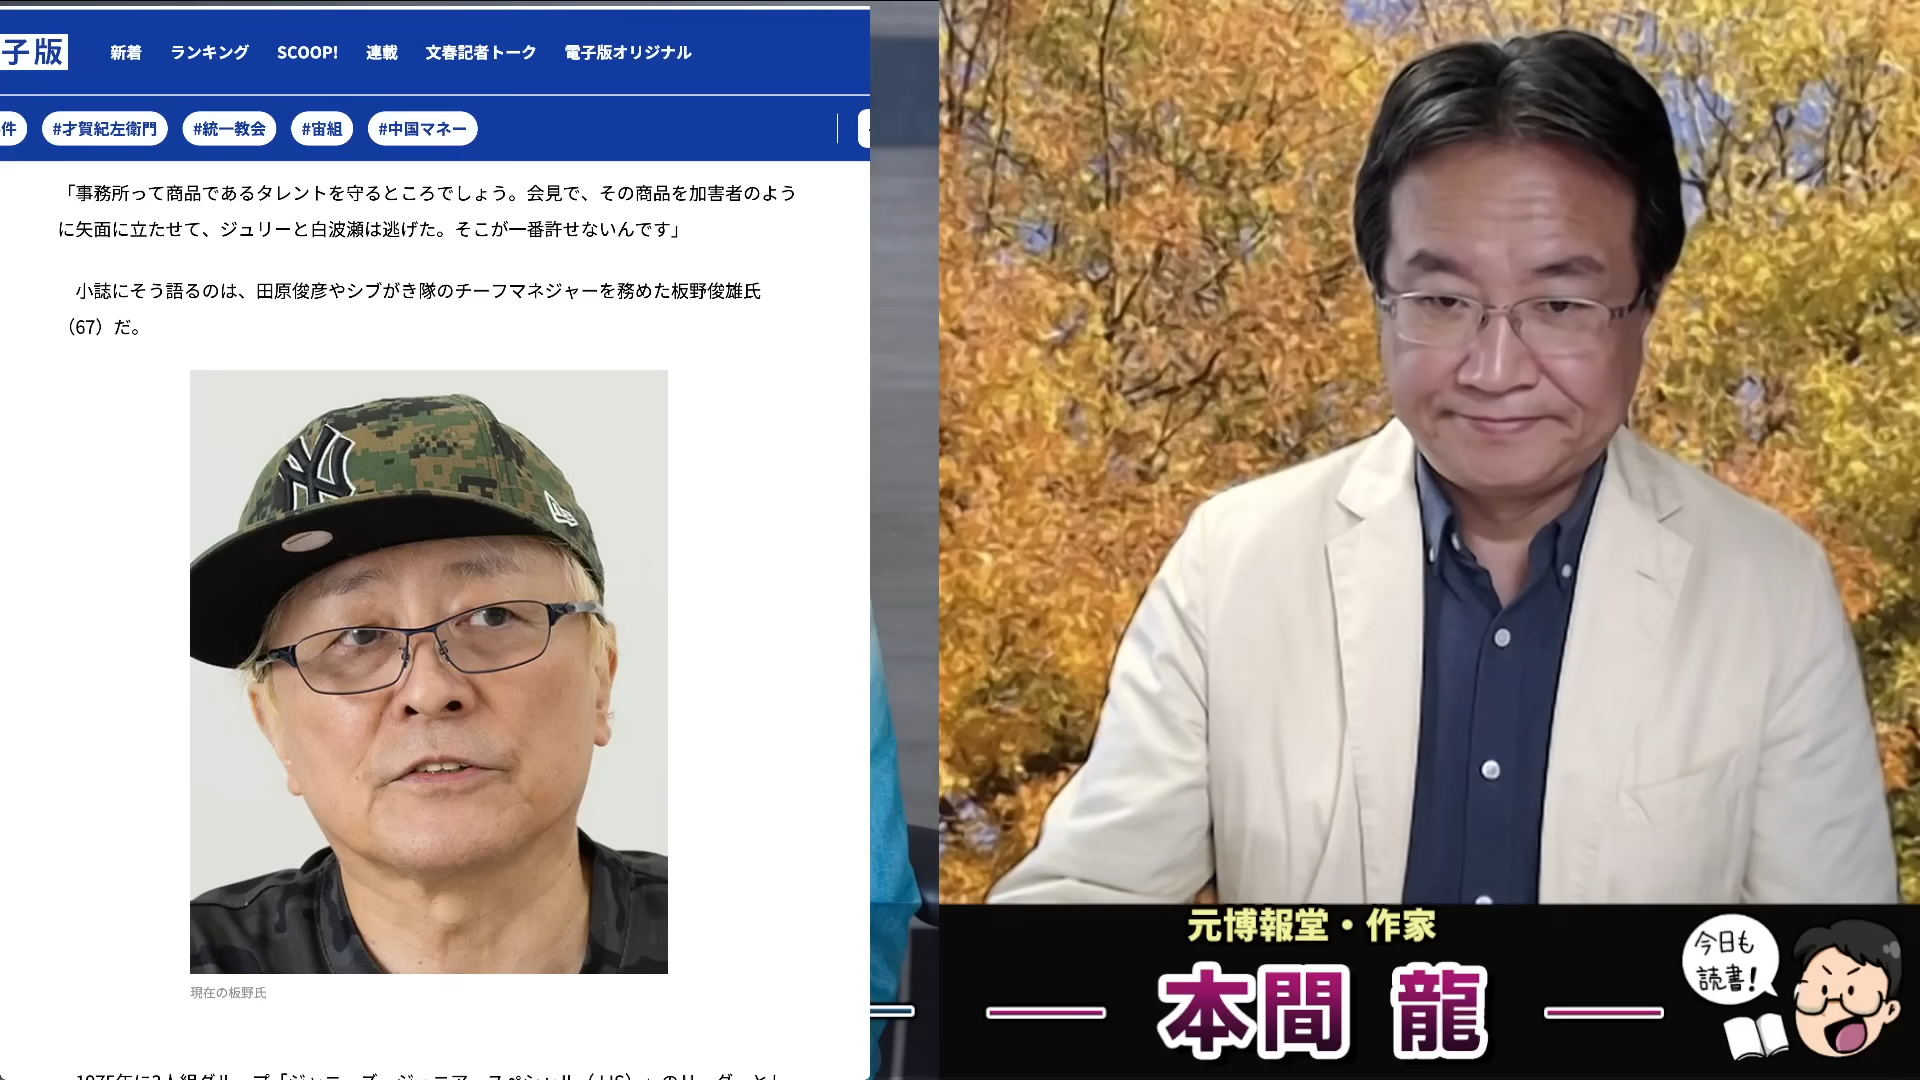 子版
新着 ランキング SCOOP! 連載 文春記者トーク 電子版オリジナル
件 #才賀紀左衛門 #統一教会 #宙組 #中国マネー
「事務所って商品であるタレントを守るところでしょう。会見で、その商品を加害者のよう
に矢面に立たせて、ジュリーと白波瀬は逃げた。そこが一番許せないんです」
小誌にそう語るのは、田原俊彦やシブがき隊のチーフマネジャーを務めた板野俊雄氏
（67）だ。
NY
現在の板野氏
元博報堂・作家
本間 龍
今日も
読書!